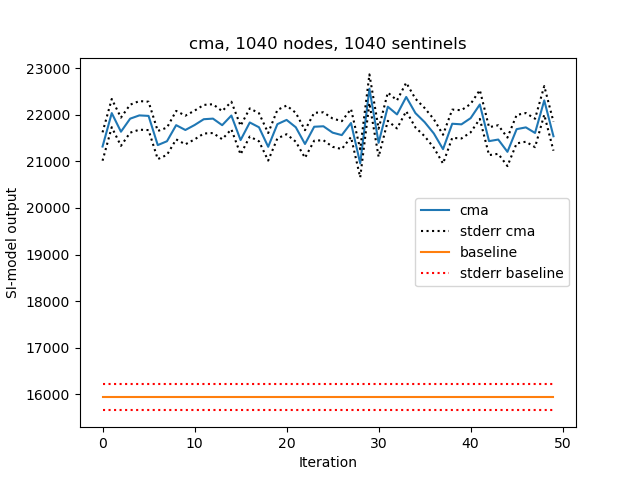 cma, 1040 nodes, 1040 sentinels
SI-model output
23000
22000
21000
20000
19000
18000
17000
16000
cma
stderr cma
baseline
stderr baseline
0 10 20 30 40 50
Iteration